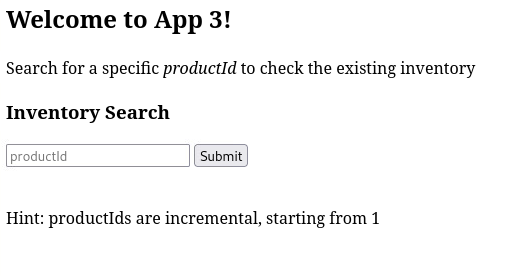 Welcome to App 3!
Search for a specific productId to check the existing inventory
Inventory Search
productId Submit
Hint: productIds are incremental, starting from 1